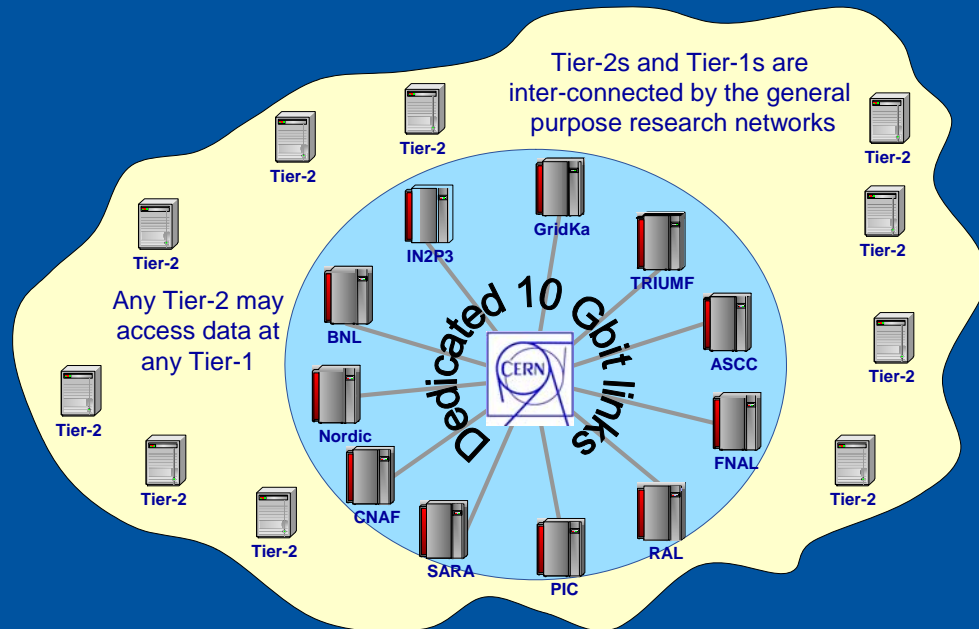 Tier-2s and Tier-1s are
inter-connected by the general
purpose research networks
Tier-2
Tier-2
Tier-2
Tier-2
Tier-2
GridKa
IN2P3
TRIUMF
Any Tier-2 may
access data at
any Tier-1
Dedicated 10 Gbit links
BNL
CERN
ASCC
Tier-2
Tier-2
Nordic
FNAL
Tier-2
Tier-2
CNAF
RAL
Tier-2
SARA
PIC